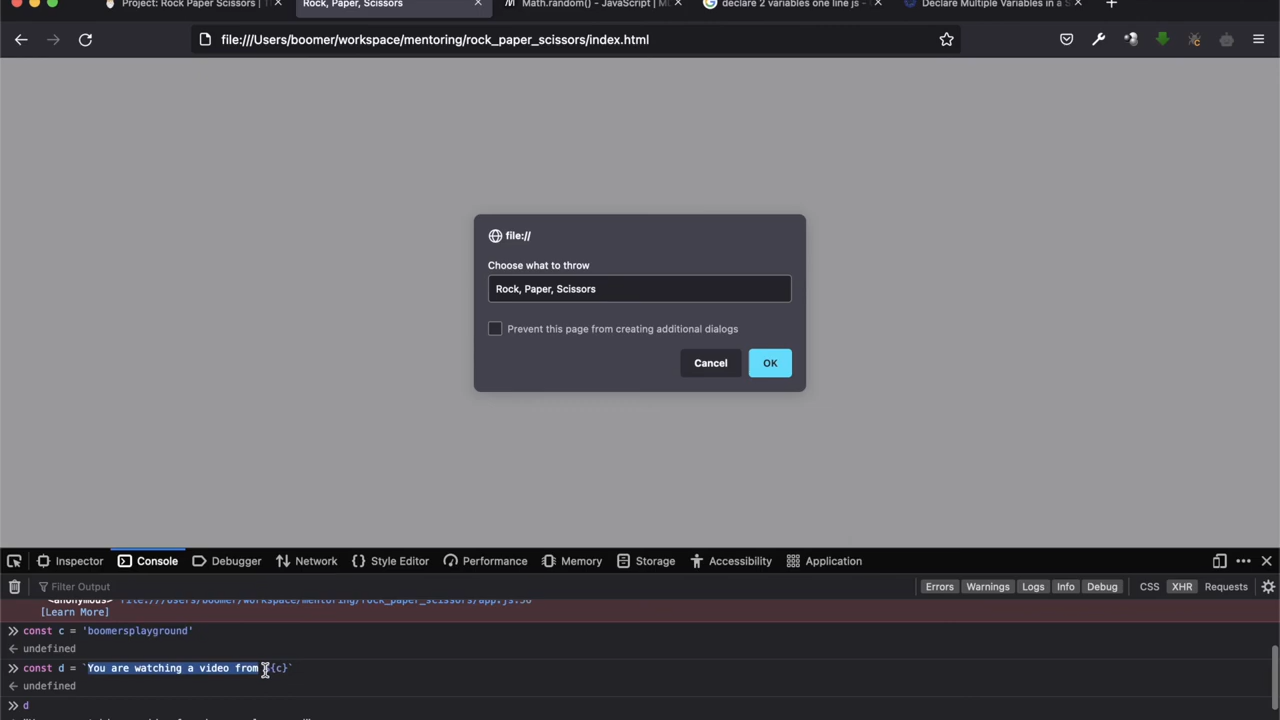 Project: Rock Paper Scissors | T
Rock, Paper, Scissors
Math.random() - JavaScript | M
declare 2 variables one line js -
Declare Multiple Variables in a S
file:///Users/boomer/workspace/mentoring/rock_paper_scissors/index.html
file://
Choose what to throw
Rock, Paper, Scissors
Prevent this page from creating additional dialogs
Cancel
OK
Inspector
Console
Debugger
Network
Style Editor
Performance
Memory
Storage
Accessibility
Application
Filter Output
Errors
Warnings
Logs
Info
Debug
CSS
XHR
Requests
[Learn More]
const c = 'boomersplayground'
undefined
const d = `You are watching a video from ${c}`
undefined
d